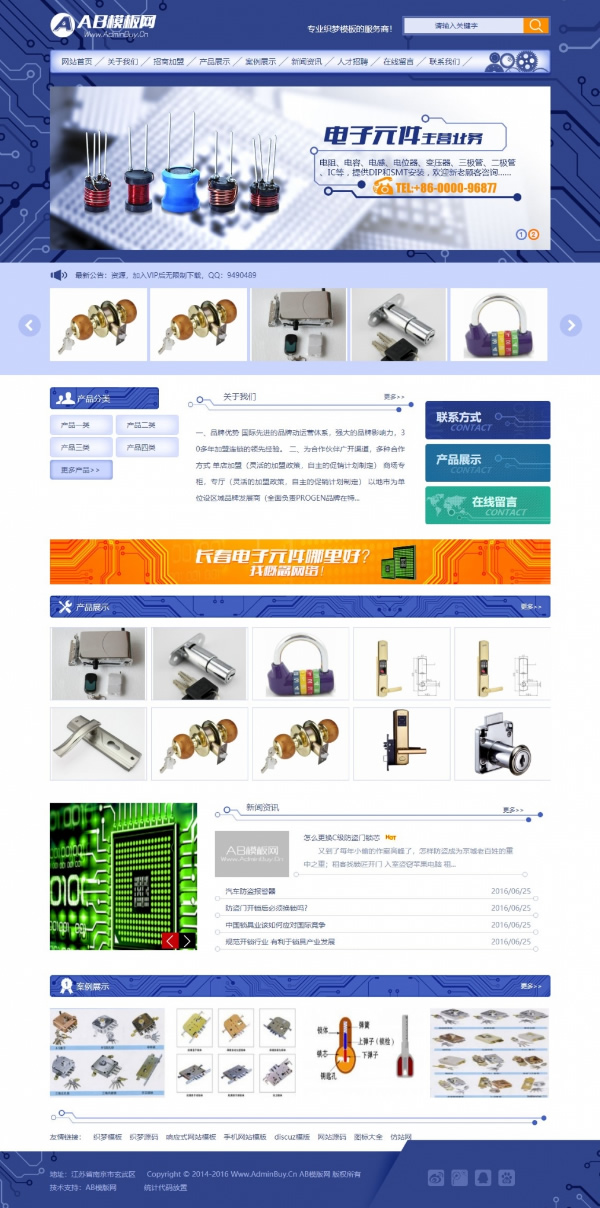 AB模板网
Www.AdminBuy.Cn
专业织梦模板的服务商!
请输入关键字
网站首页 关于我们 招商加盟 产品展示 案例展示 新闻资讯 人才招聘 在线留言 联系我们
电子元件
电阻、电容、电感、电位器、变压器、三极管、二极管
、IC等，提供DIP和SMT安装，欢迎新老顾客咨询......
TEL:+86-0000-96877
1 2
最新公告：资源，加入VIP后无限制下载，QQ：9490489
产品分类
产品一类 产品二类
产品三类 产品四类
更多产品>>
关于我们 更多>>
一、品牌优势 国际先进的品牌动运营体系，强大的品牌影响力，3
0多年加盟连锁的领先经验。 二、为合作伙伴广开渠道，多种合作
方式 单店加盟（灵活的加盟政策，自主的促销计划制定） 商场专
柜，专厅（灵活的加盟政策，自主的促销计划制定） 以地市为单
位设区域品牌发展商（全面负责PROGEN品牌在特...
联系方式
CONTACT
产品展示
CONTACT
在线留言
CONTACT
长春电子元件哪里好？
找概裔网络！
产品展示 更多>>
新闻资讯 更多>>
AB模板网
Www.AdminBuy.Cn
怎么更换C级防盗门锁芯 Hot
又到了每年小偷的作案高峰了，怎样防盗成为羊城老百姓的重
中之重；租客找锁匠开门 入室盗窃苹果电脑 租...
汽车防盗报警器 2016/06/25
防盗门开锁后必须换锁吗？ 2016/06/25
中国锁具业该如何应对国际竞争 2016/06/25
规范开锁行业 有利于锁具产业发展 2016/06/25
案例展示 更多>>
锁体
弹簧
上弹子（锁栓）
锁芯
下弹子
钥匙孔
友情链接： 织梦模板 织梦源码 响应式网站模板 手机网站模板 discuz模板 网站源码 图标大全 仿站网
地址：江苏省南京市玄武区 Copyright © 2014-2016 Www.AdminBuy.Cn AB模板网 版权所有
技术支持：AB模板网 统计代码放置